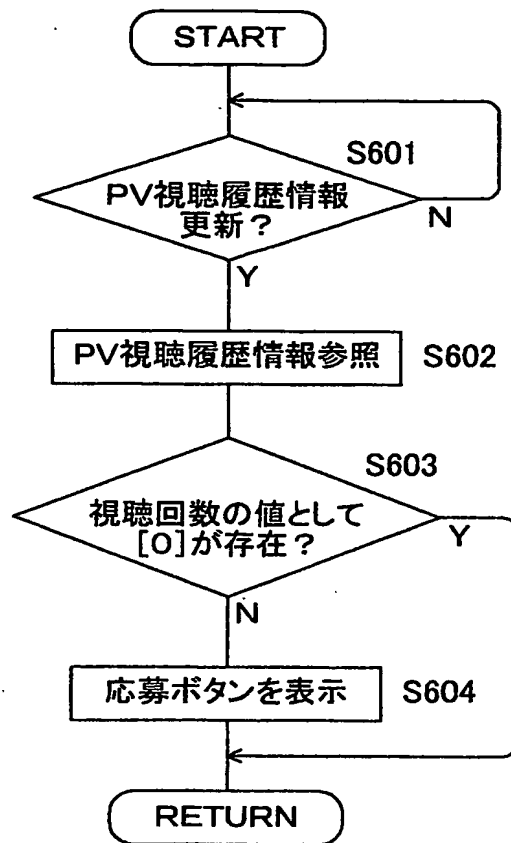 START
S601
PV視聴履歴情報
更新？
N
Y
PV視聴履歴情報参照
S602
S603
視聴回数の値として
[0]が存在？
Y
N
応募ボタンを表示
S604
RETURN